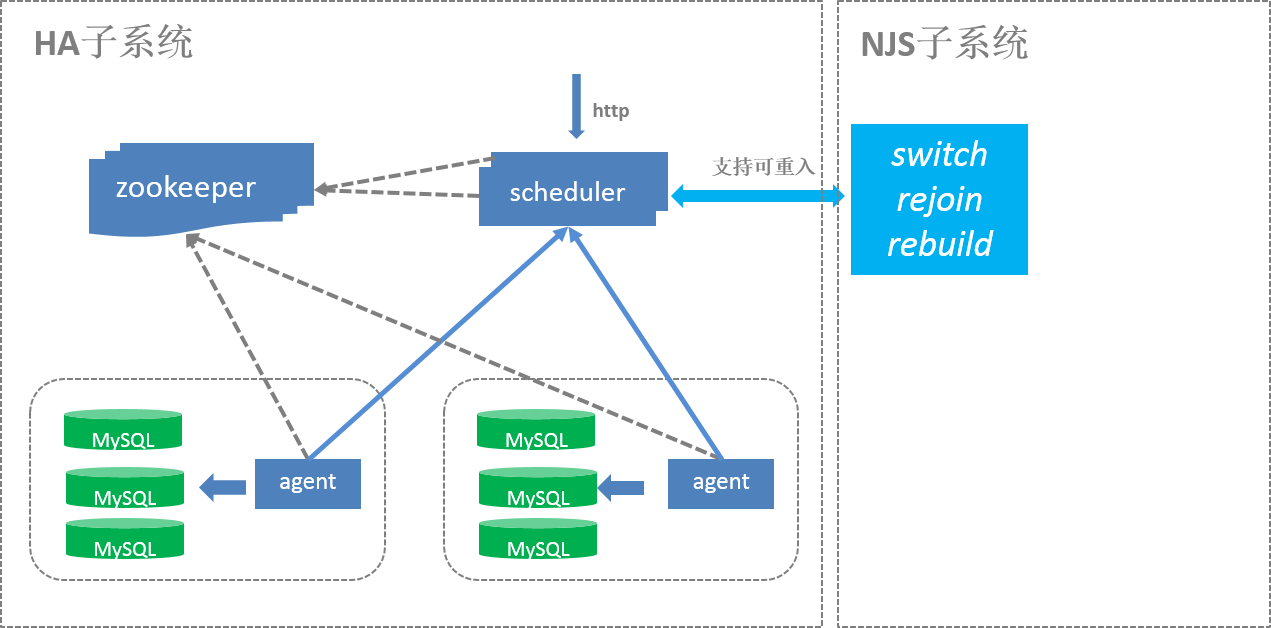 HA子系统
NJS子系统
http
zookeeper
scheduler
支持可重入
switch
rejoin
rebuild
MySQL
MySQL
MySQL
agent
MySQL
MySQL
MySQL
agent